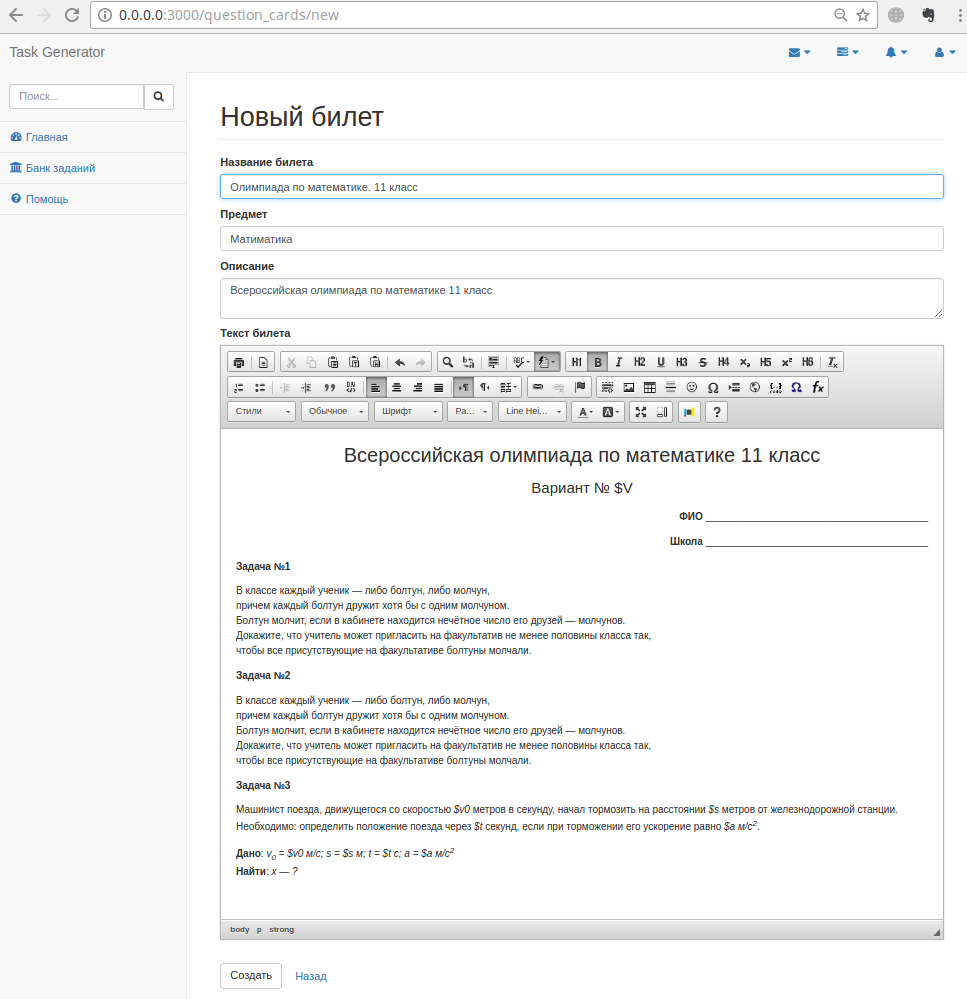 0.0.0.0:3000/question_cards/new
Task Generator
Поиск...
Главная
Банк заданий
Помощь
Новый билет
Название билета
Олимпиада по математике. 11 класс
Предмет
Матиматика
Описание
Всероссийская олимпиада по математике 11 класс
Текст билета
H1 B I H2 U H3 S H4 x₂ H5 x² H6 Tx
Стили Обычное Шрифт Ра... Line Hei... A A ?
Всероссийская олимпиада по математике 11 класс
Вариант № $V
ФИО ________________________________________
Школа ________________________________________
Задача №1
В классе каждый ученик — либо болтун, либо молчун,
причем каждый болтун дружит хотя бы с одним молчуном.
Болтун молчит, если в кабинете находится нечётное число его друзей — молчунов.
Докажите, что учитель может пригласить на факультатив не менее половины класса так,
чтобы все присутствующие на факультативе болтуны молчали.
Задача №2
В классе каждый ученик — либо болтун, либо молчун,
причем каждый болтун дружит хотя бы с одним молчуном.
Болтун молчит, если в кабинете находится нечётное число его друзей — молчунов.
Докажите, что учитель может пригласить на факультатив не менее половины класса так,
чтобы все присутствующие на факультативе болтуны молчали.
Задача №3
Машинист поезда, движущегося со скоростью $v0 метров в секунду, начал тормозить на расстоянии $s метров от железнодорожной станции.
Необходимо: определить положение поезда через $t секунд, если при торможении его ускорение равно $a м/с².
Дано: v₀ = $v0 м/с; s = $s м; t = $t с; a = $a м/с²
Найти: x — ?
body p strong
Создать Назад